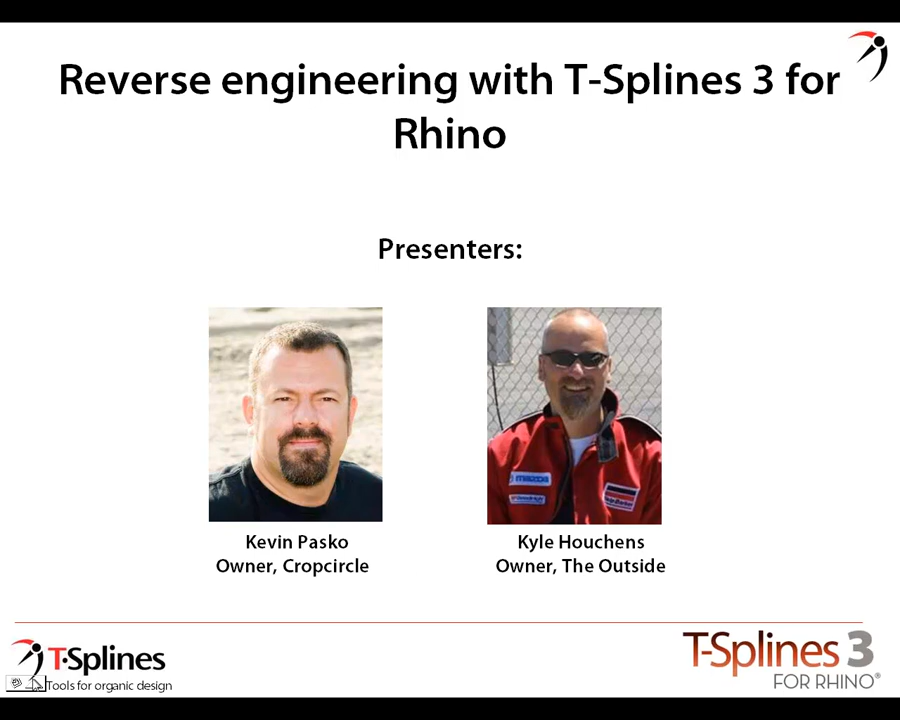 Reverse engineering with T-Splines 3 for
Rhino
Presenters:
mazda
Kevin Pasko
Owner, Cropcircle
Kyle Houchens
Owner, The Outside
T-Splines
Tools for organic design
T-Splines 3
FOR RHINO®